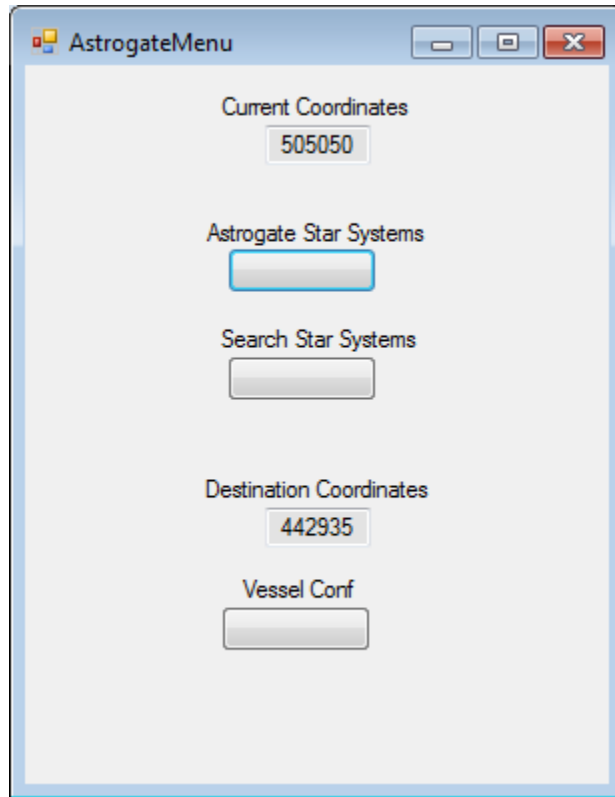 AstrogateMenu
Current Coordinates
505050
Astrogate Star Systems
Search Star Systems
Destination Coordinates
442935
Vessel Conf